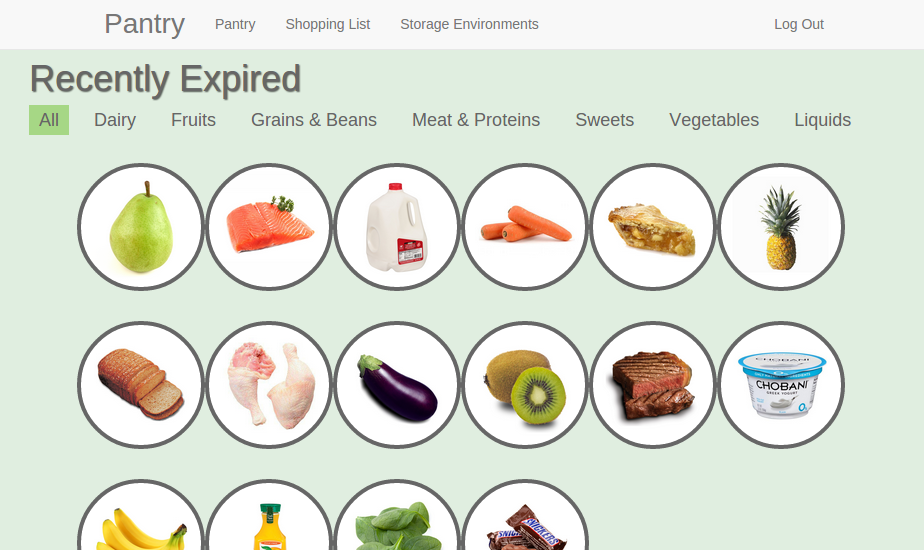 Pantry Pantry Shopping List Storage Environments Log Out
Recently Expired
All Dairy Fruits Grains & Beans Meat & Proteins Sweets Vegetables Liquids
CHOBANI
CHOBANI
GREEK YOGURT
0
SNICKERS